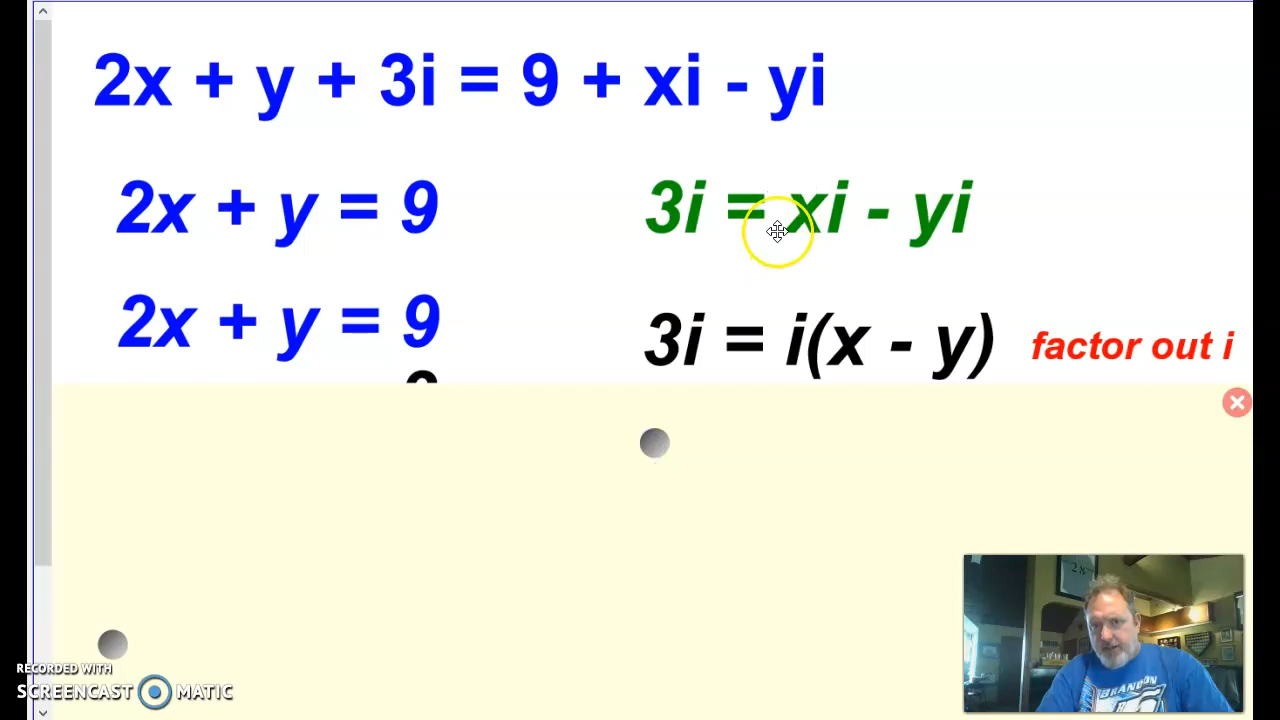 2x + y + 3i = 9 + xi - yi
2x + y = 9
3i = xi - yi
2x + y = 9
3i = i(x - y) factor out i
RECORDED WITH
SCREENCAST MATIC
BRANDON